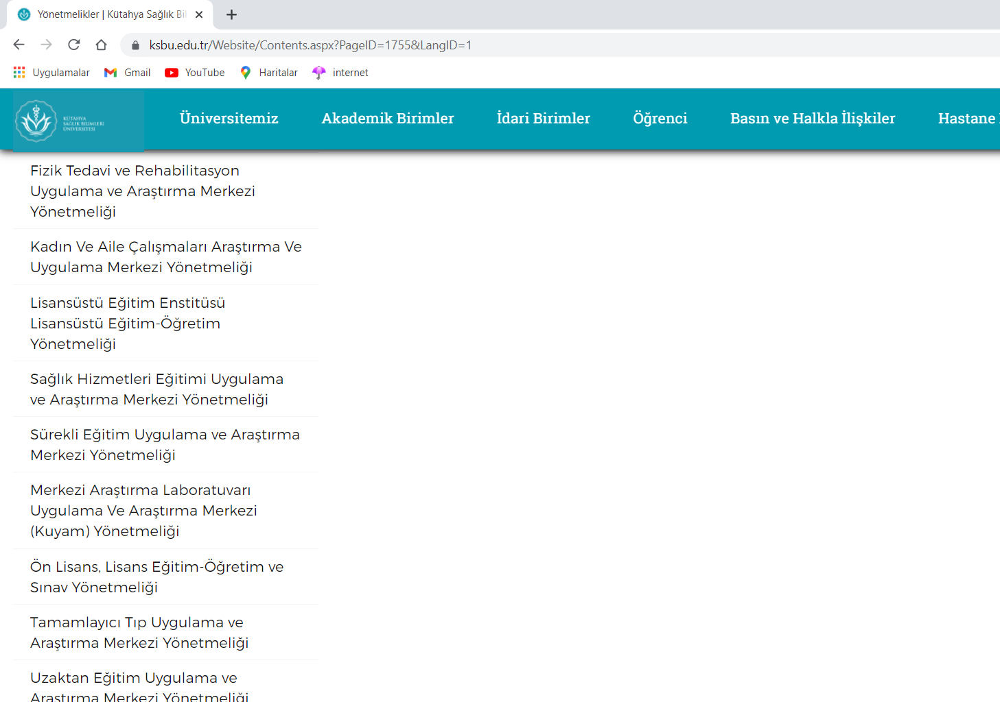 Yönetmelikler | Kütahya Sağlık Bil
ksbu.edu.tr/Website/Contents.aspx?PageID=1755&LangID=1
Uygulamalar Gmail YouTube Haritalar internet
KÜTAHYA
SAĞLIK BİLİMLERİ
ÜNİVERSİTESİ
Üniversitemiz Akademik Birimler İdari Birimler Öğrenci Basın ve Halkla İlişkiler Hastane
Fizik Tedavi ve Rehabilitasyon
Uygulama ve Araştırma Merkezi
Yönetmeliği
Kadın Ve Aile Çalışmaları Araştırma Ve
Uygulama Merkezi Yönetmeliği
Lisansüstü Eğitim Enstitüsü
Lisansüstü Eğitim-Öğretim
Yönetmeliği
Sağlık Hizmetleri Eğitimi Uygulama
ve Araştırma Merkezi Yönetmeliği
Sürekli Eğitim Uygulama ve Araştırma
Merkezi Yönetmeliği
Merkezi Araştırma Laboratuvarı
Uygulama Ve Araştırma Merkezi
(Kuyam) Yönetmeliği
Ön Lisans, Lisans Eğitim-Öğretim ve
Sınav Yönetmeliği
Tamamlayıcı Tıp Uygulama ve
Araştırma Merkezi Yönetmeliği
Uzaktan Eğitim Uygulama ve
Araştırma Merkezi Yönetmeliği